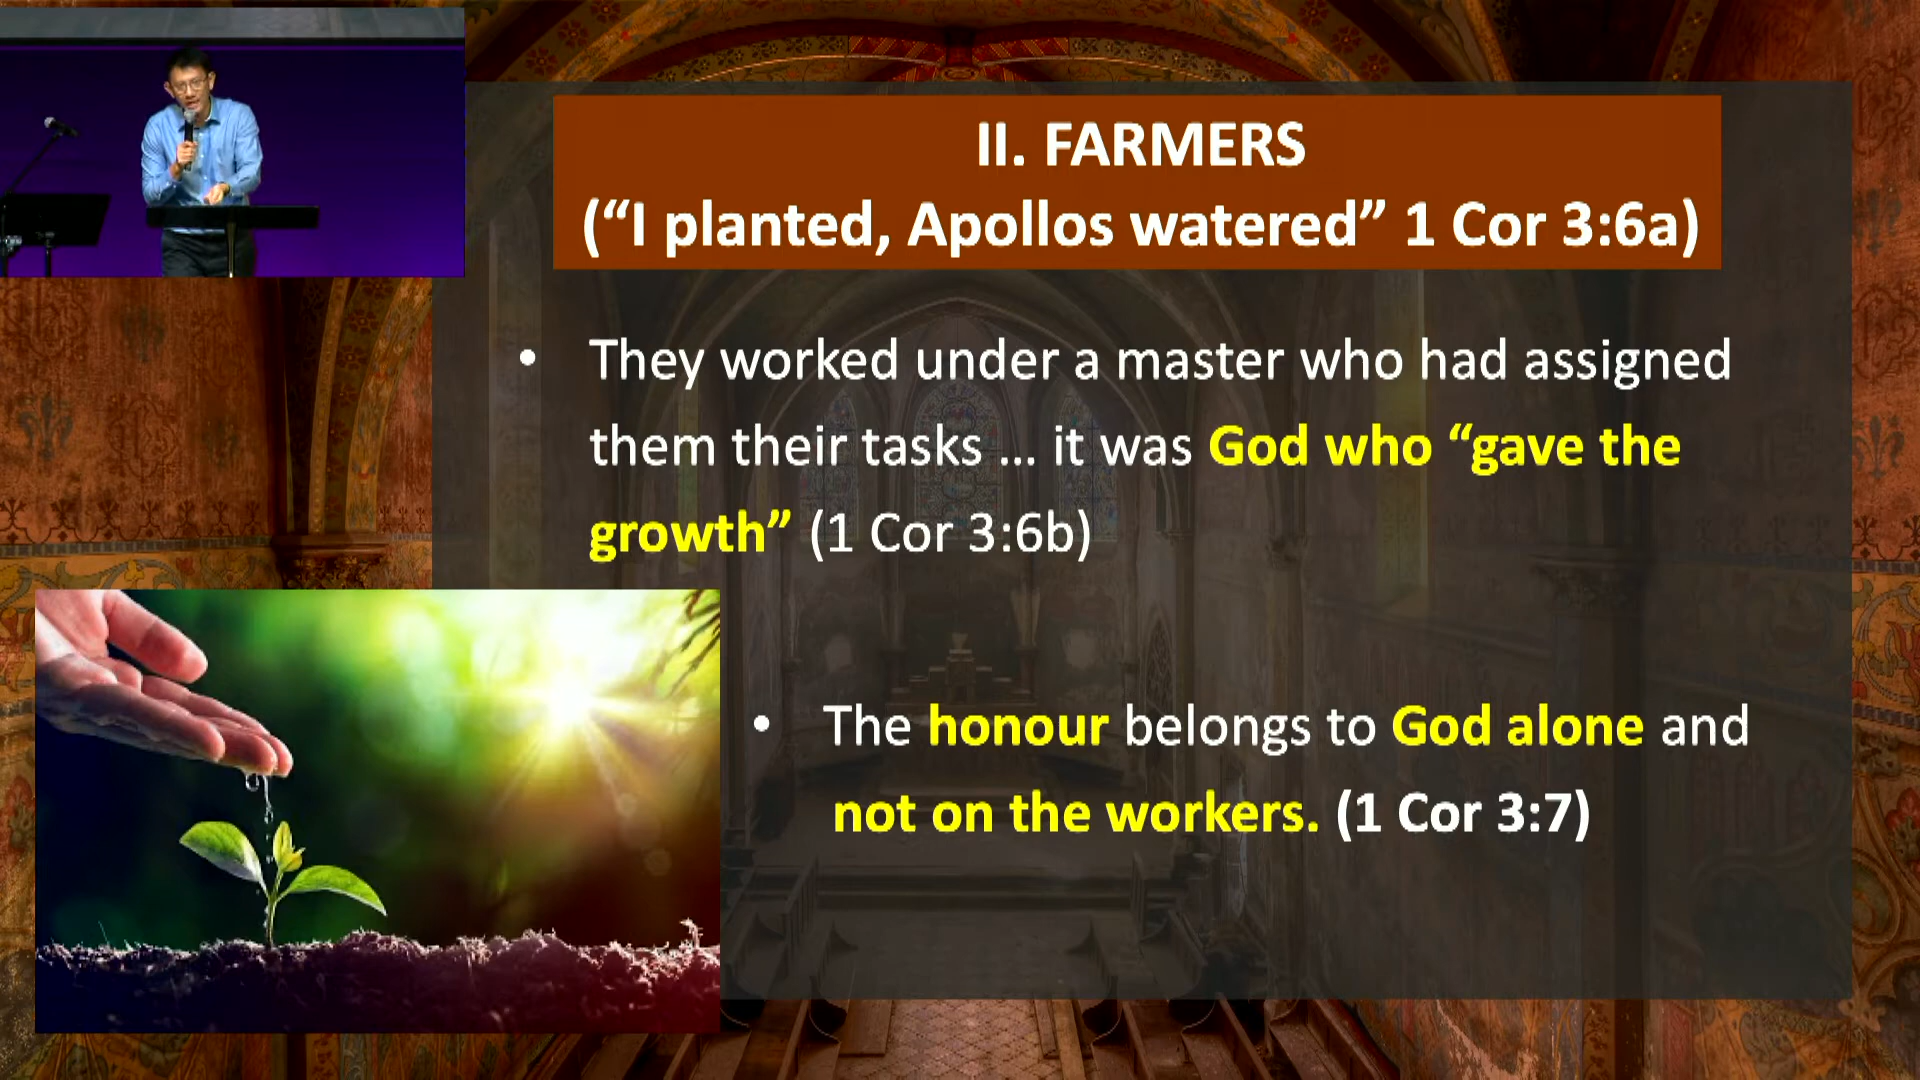 II. FARMERS
(“I planted, Apollos watered” 1 Cor 3:6a)
• They worked under a master who had assigned
them their tasks … it was God who “gave the
growth” (1 Cor 3:6b)
• The honour belongs to God alone and
not on the workers. (1 Cor 3:7)